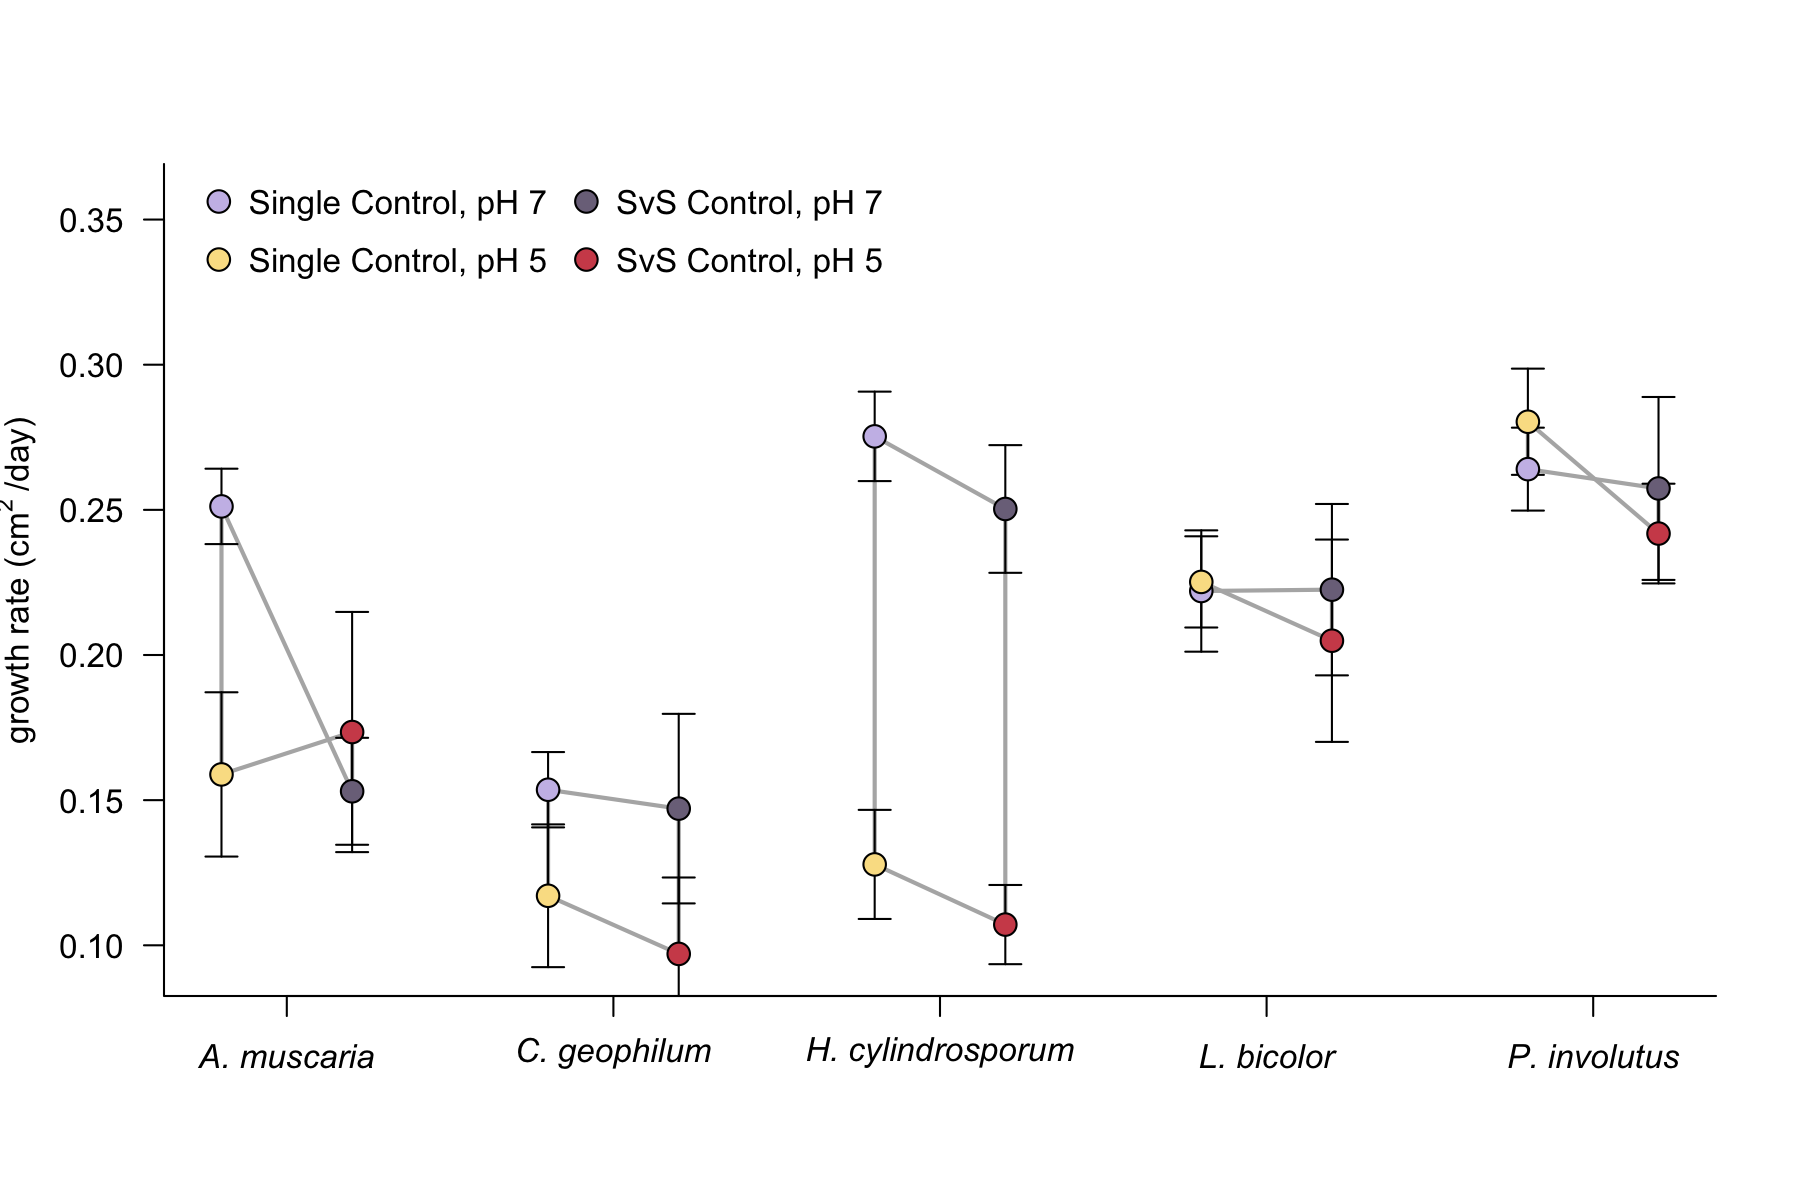 Single Control, pH 7 SvS Control, pH 7
Single Control, pH 5 SvS Control, pH 5
growth rate (cm² /day)
0.35
0.30
0.25
0.20
0.15
0.10
A. muscaria C. geophilum H. cylindrosporum L. bicolor P. involutus